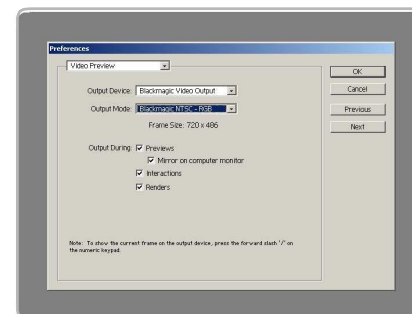 Preferences
Video Preview
OK
Output Device: Blackmagic Video Output
Cancel
Output Mode: Blackmagic NTSC - RGB
Previous
Frame Size: 720 x 486
Next
Output During: Previews
Mirror on computer monitor
Interactions
Renders
Note: To show the current frame on the output device, press the forward slash '/' on
the numeric keypad.